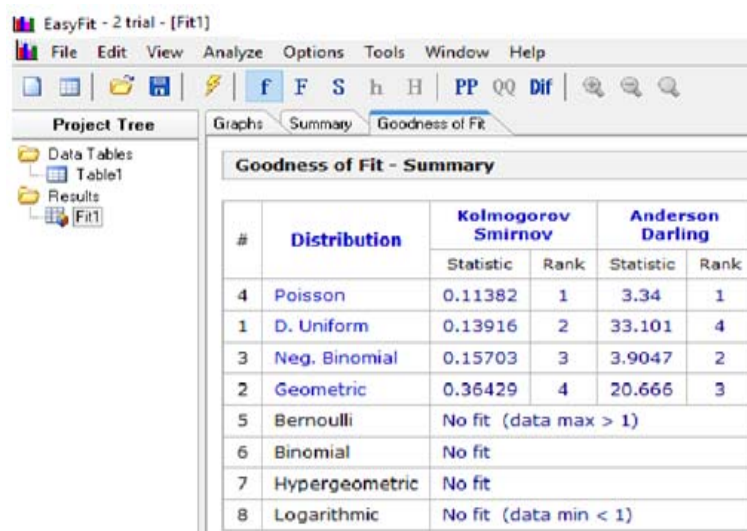 EasyFit - 2 trial - [Fit1]
File Edit View Analyze Options Tools Window Help
f F S h H PP QQ Dif
Project Tree
Data Tables
Table1
Results
Fit1
Graphs Summary Goodness of Fit
Goodness of Fit - Summary
# Distribution Kolmogorov Smirnov Anderson Darling
Statistic Rank Statistic Rank
4 Poisson 0.11382 1 3.34 1
1 D. Uniform 0.13916 2 33.101 4
3 Neg. Binomial 0.15703 3 3.9047 2
2 Geometric 0.36429 4 20.666 3
5 Bernoulli No fit (data max > 1)
6 Binomial No fit
7 Hypergeometric No fit
8 Logarithmic No fit (data min < 1)